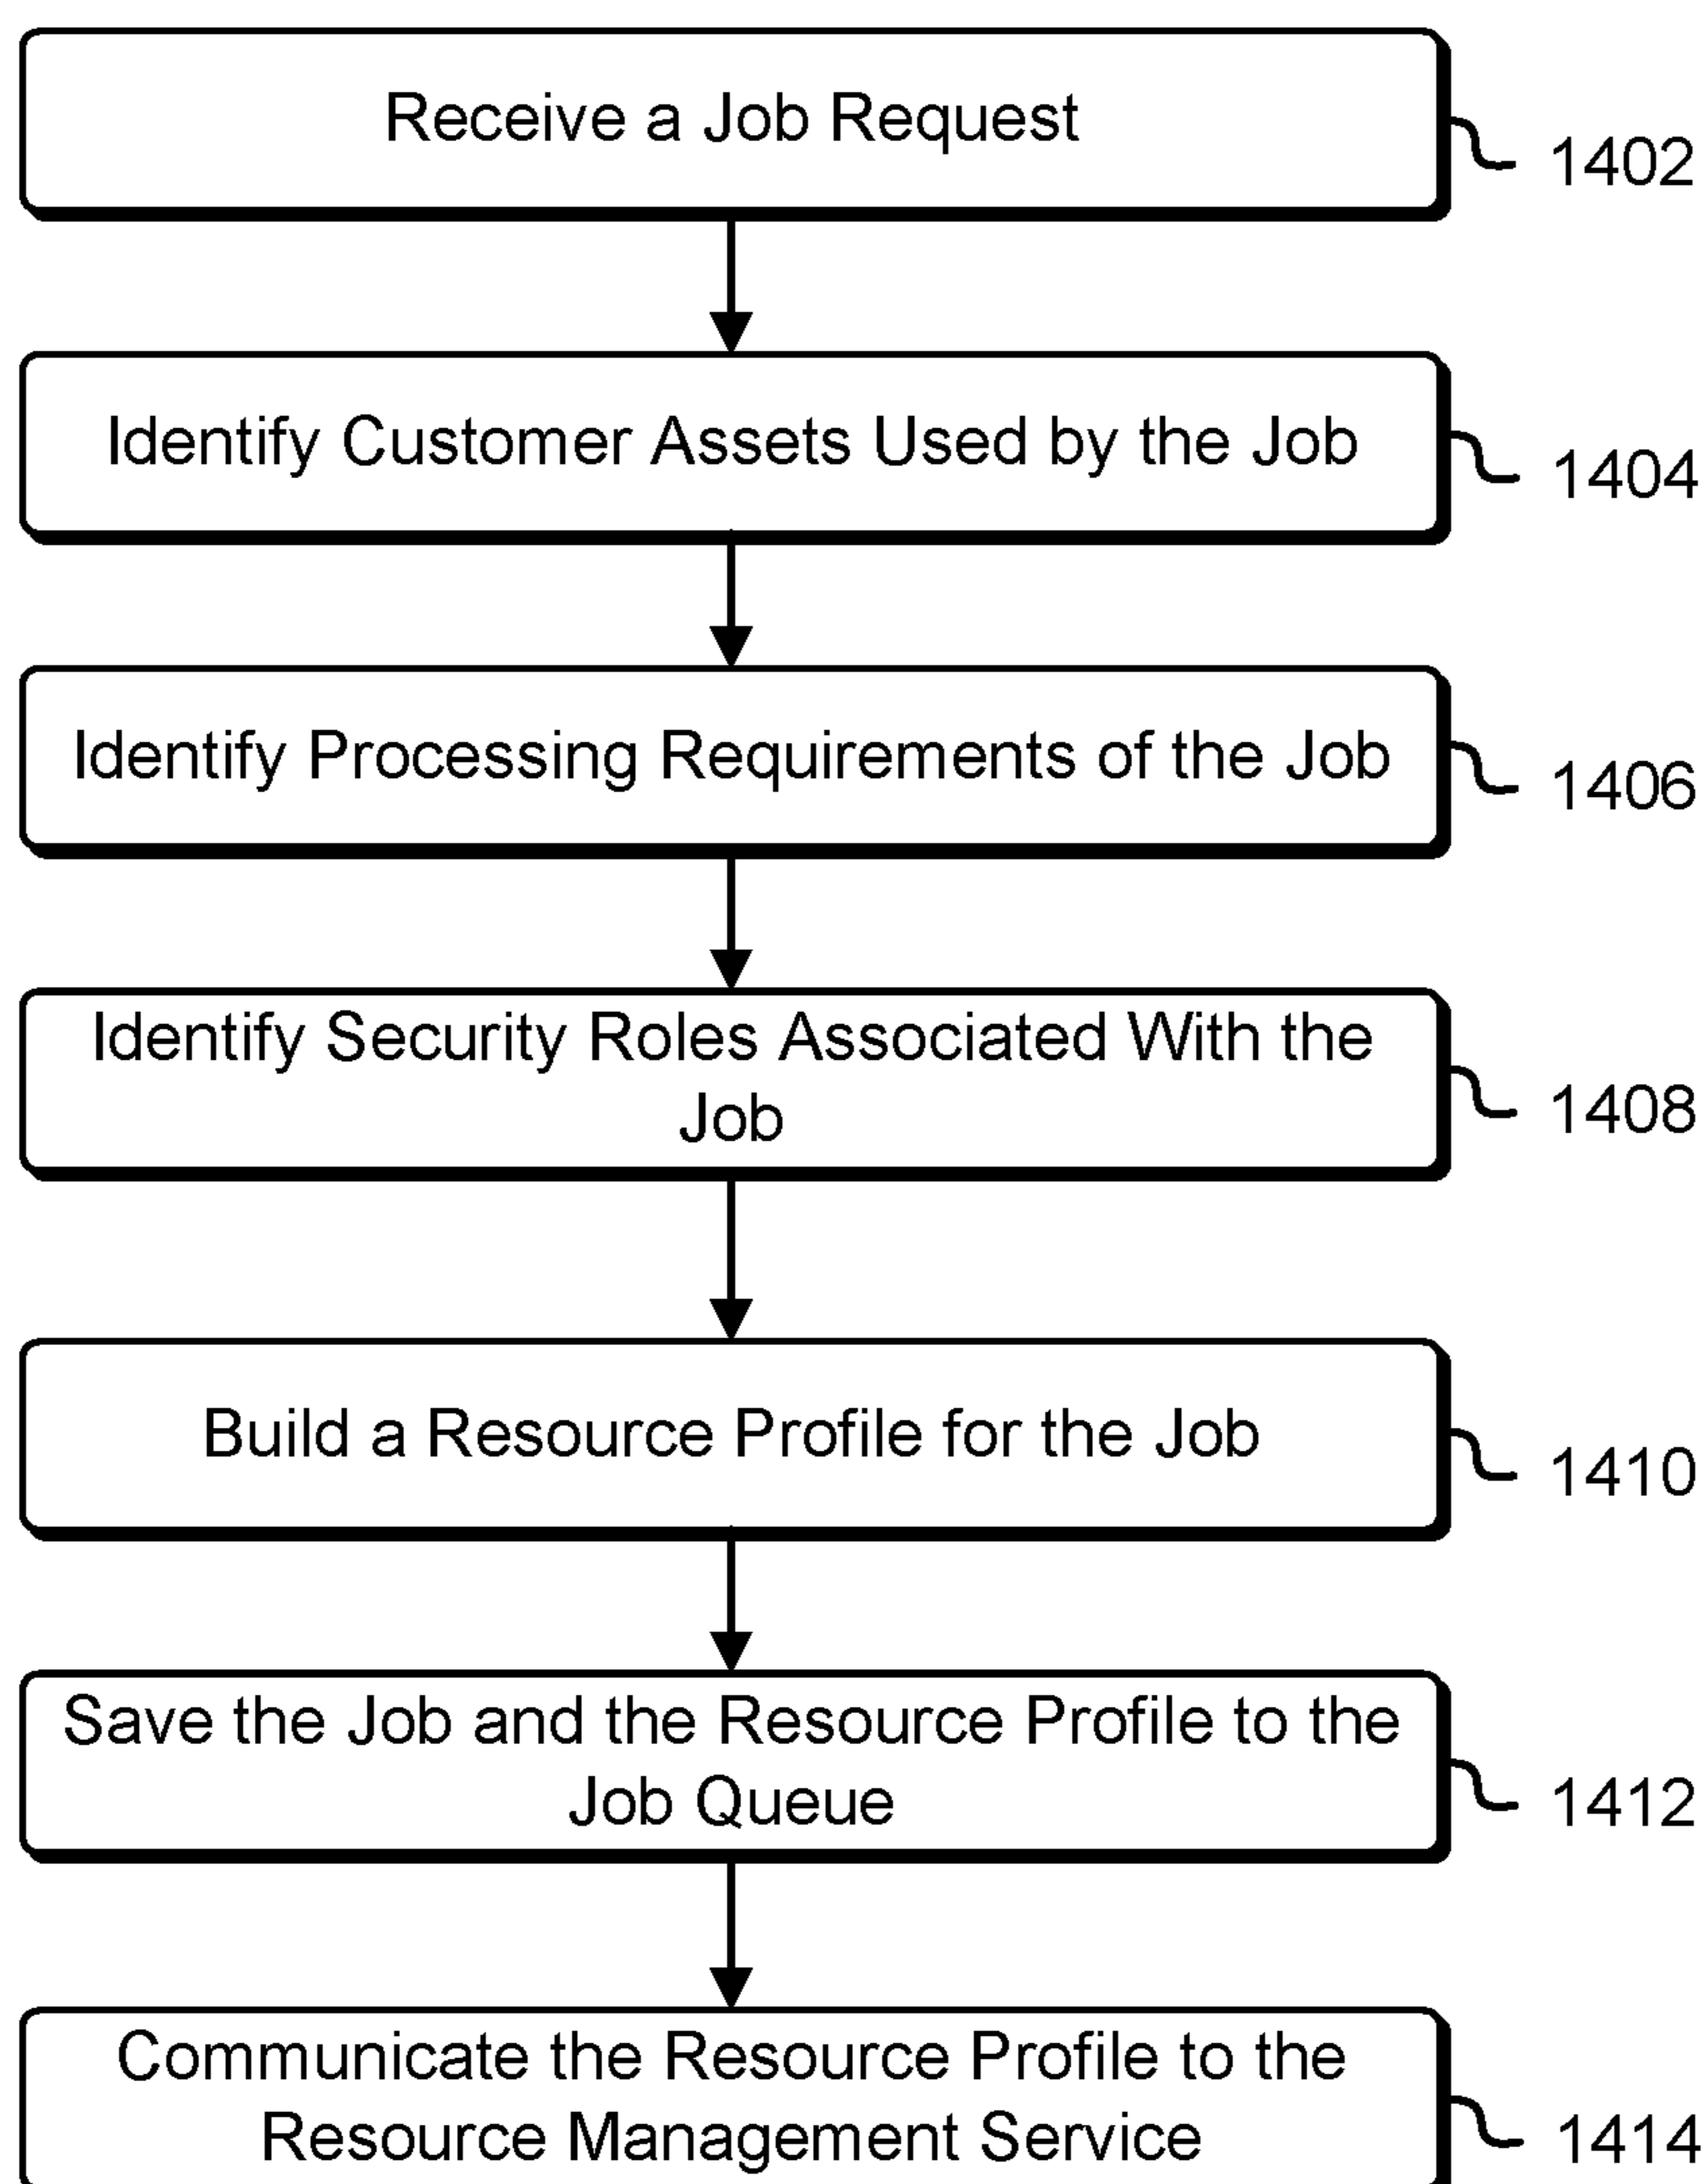 Receive a Job Request
1402
Identify Customer Assets Used by the Job
1404
Identify Processing Requirements of the Job
1406
Identify Security Roles Associated With the
Job
1408
Build a Resource Profile for the Job
1410
Save the Job and the Resource Profile to the
Job Queue
1412
Communicate the Resource Profile to the
Resource Management Service
1414